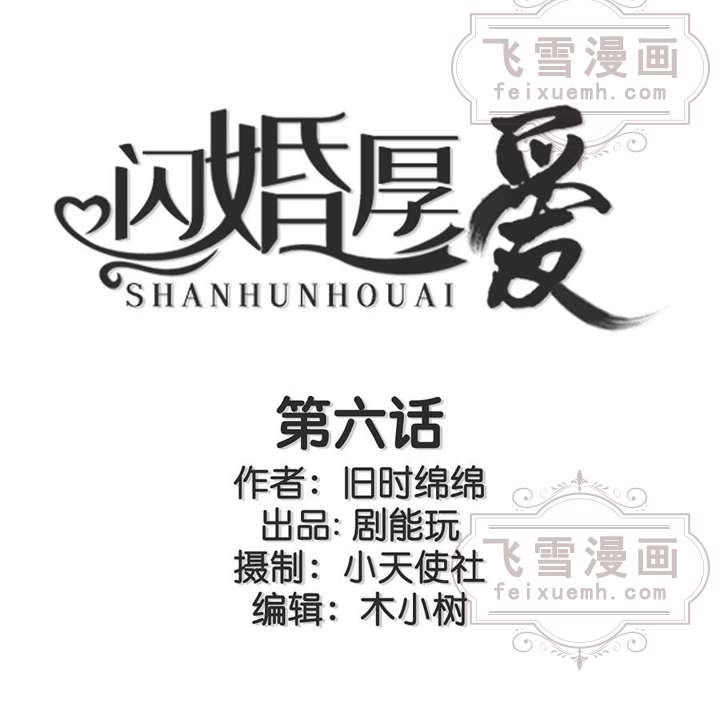 飞雪漫画
feixuemh.com
闪婚厚爱
SHANHUNHOUAI
第六话
作者：旧时绵绵
出品: 剧能玩
摄制：小天使社
编辑：木小树
飞雪漫画
feixuemh.com